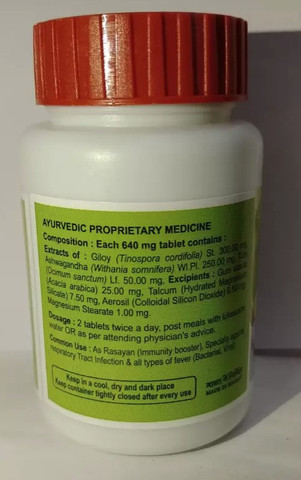 AYURVEDIC PROPRIETARY MEDICINE
Composition : Each 640 mg tablet contains :
Extracts of : Giloy (Tinospora cordifolia) St. 300.00 mg,
Ashwagandha (Withania somnifera) Wl.Pl. 250.00 mg,
(Ocimum sanctum) Lf. 50.00 mg, Excipients : Gum
(Acacia arabica) 25.00 mg, Talcum (Hydrated Magnesium
Silicate) 7.50 mg, Aerosil (Colloidal Silicon Dioxide)
Magnesium Stearate 1.00 mg.
Dosage : 2 tablets twice a day, post meals with lukewarm
water OR as per attending physician's advice.
Common Use : As Rasayan (Immunity booster), Specially
respiratory Tract Infection & all types of fever (Bacterial, Viral)
Keep in a cool, dry and dark place
Keep container tightly closed after every use
MADE IN